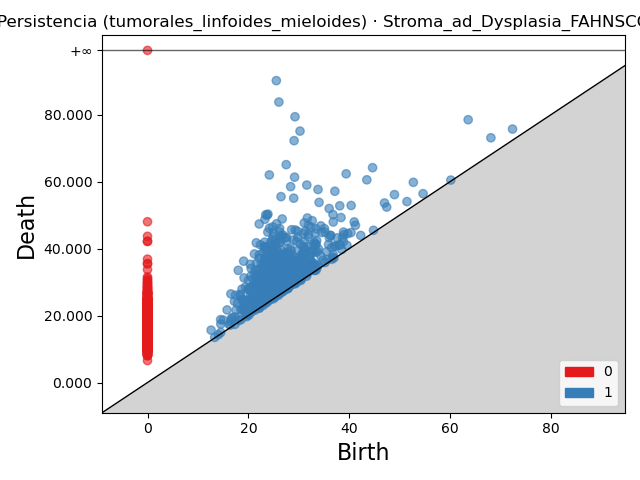 Persistencia (tumorales_linfoides_mieloides) · Stroma_ad_Dysplasia_FAHNSC
+∞
80.000
60.000
40.000
20.000
0.000
Death
0
1
0 20 40 60 80
Birth